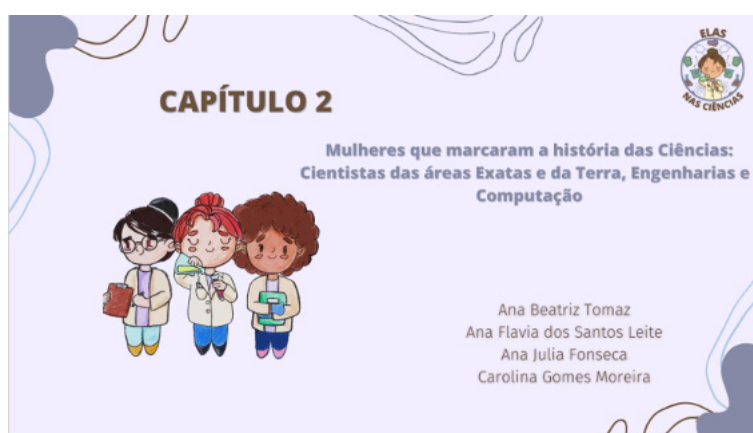 ELAS
NAS CIÊNCIAS
CAPÍTULO 2
Mulheres que marcaram a história das Ciências:
Cientistas das áreas Exatas e da Terra, Engenharias e
Computação
Ana Beatriz Tomaz
Ana Flavia dos Santos Leite
Ana Julia Fonseca
Carolina Gomes Moreira